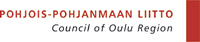 POHJOIS-POHJANMAAN LIITTO
Council of Oulu Region